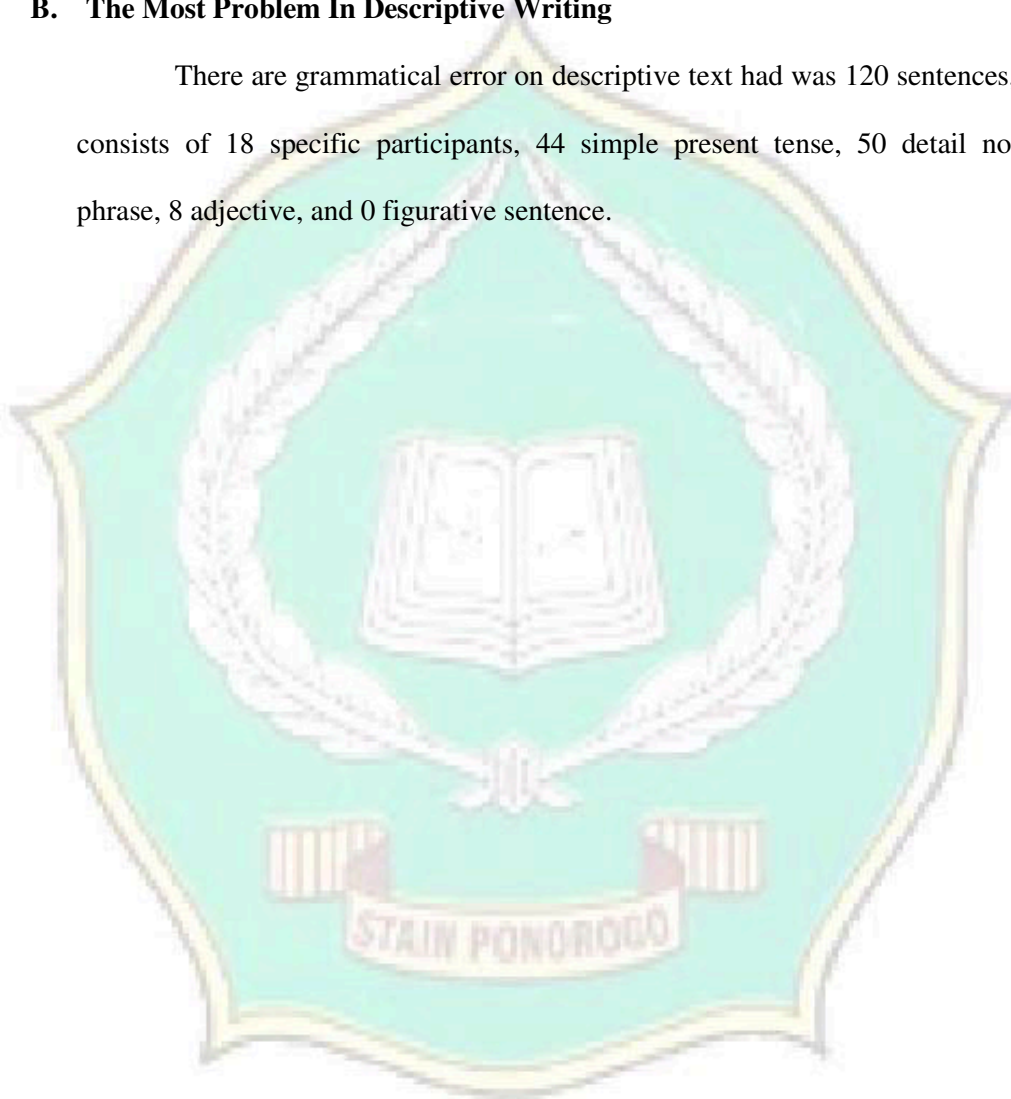 B. The Most Problem In Descriptive Writing
There are grammatical error on descriptive text had was 120 sentences.
consists of 18 specific participants, 44 simple present tense, 50 detail no
phrase, 8 adjective, and 0 figurative sentence.
STAIN PONOROGO